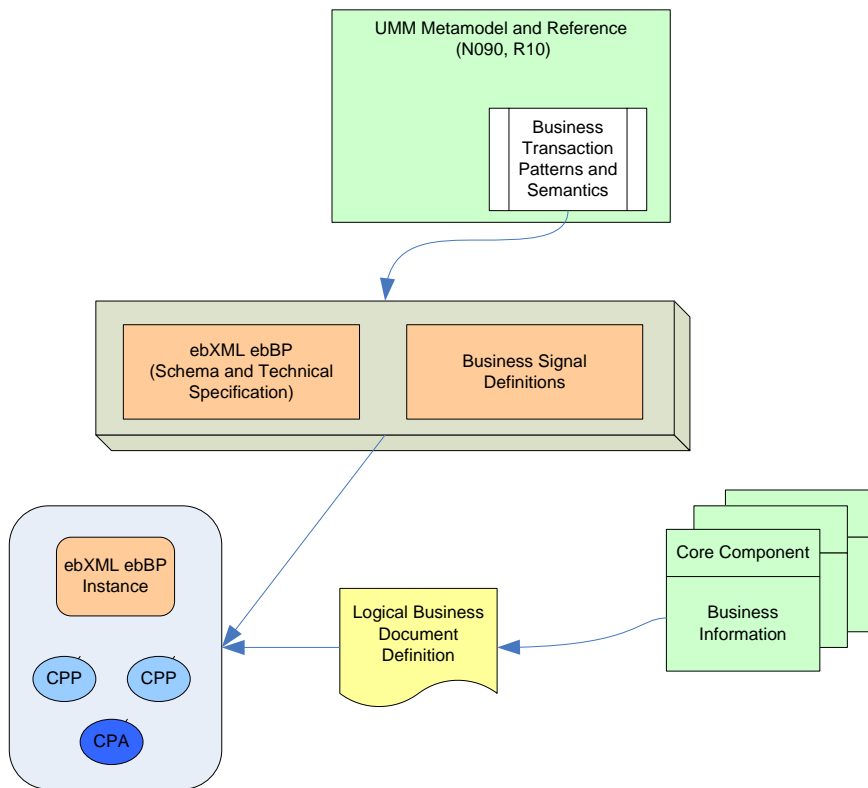 UMM Metamodel and Reference
(N090, R10)
Business
Transaction
Patterns and
Semantics
ebXML ebBP
(Schema and Technical
Specification)
Business Signal
Definitions
ebXML ebBP
Instance
CPP
CPP
CPA
Logical Business
Document
Definition
Core Component
Business
Information